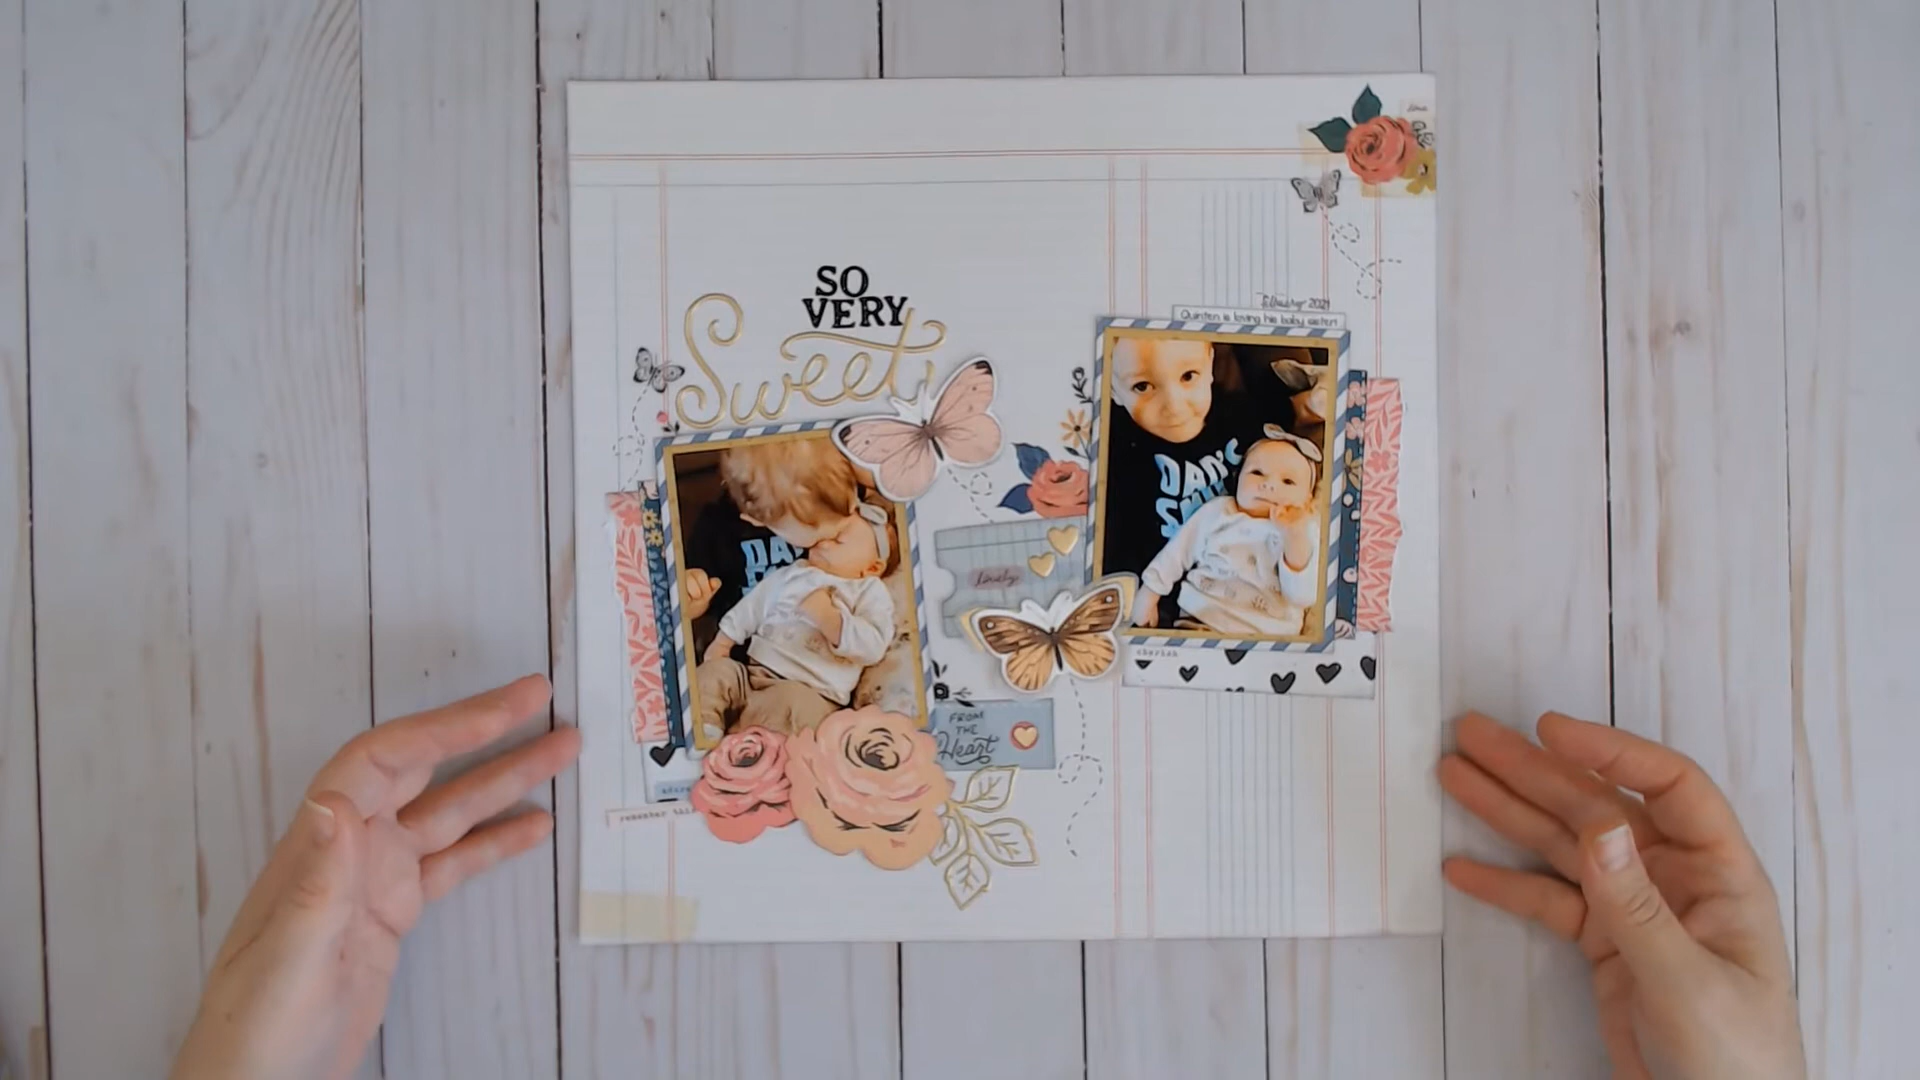 SO
VERY
Sweet
February 2021
Quinten is loving his baby sister!
DAD'S
DA
lovely
cherish
FROM
THE
Heart
remember this